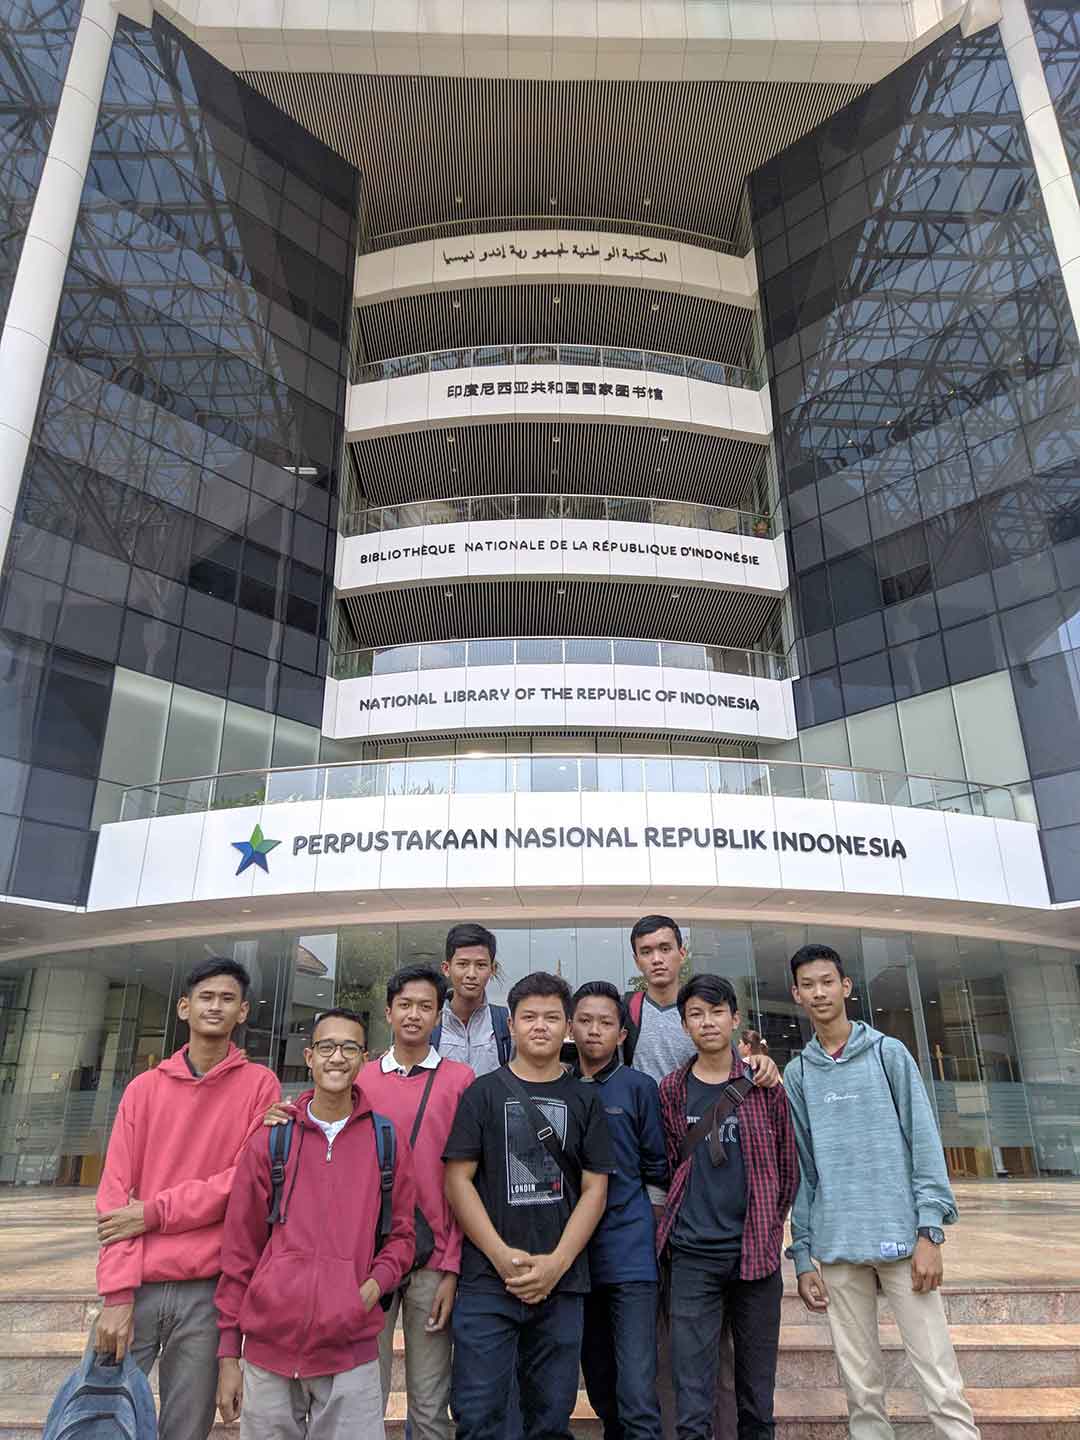 المكتبة الوطنية لجمهورية إندونيسيا
印度尼西亚共和国国家图书馆
BIBLIOTHÈQUE NATIONALE DE LA RÉPUBLIQUE D'INDONÉSIE
NATIONAL LIBRARY OF THE REPUBLIC OF INDONESIA
PERPUSTAKAAN NASIONAL REPUBLIK INDONESIA
LONDIN